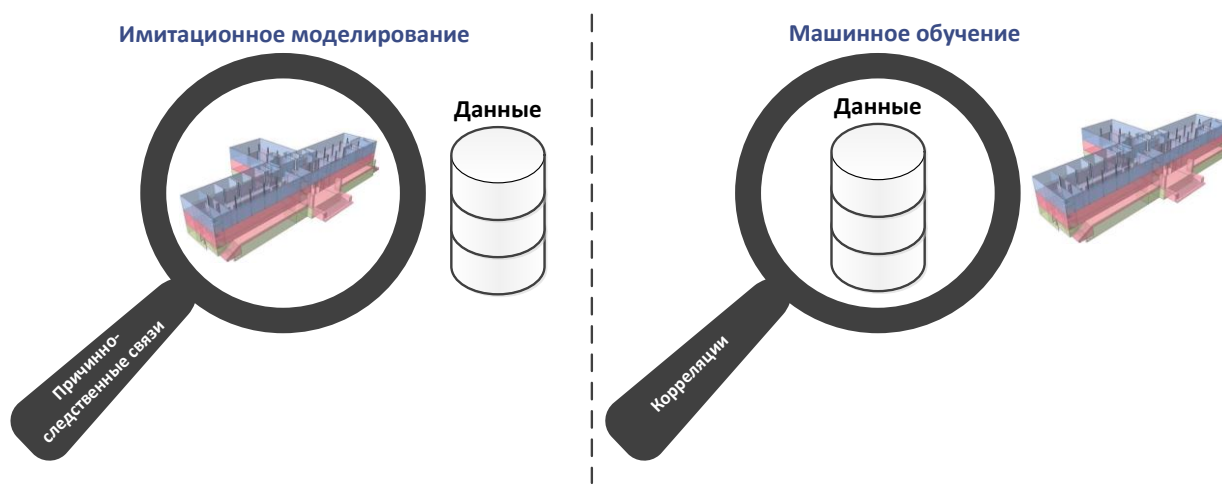 Имитационное моделирование
Данные
Причинно-
следственные связи
Машинное обучение
Данные
Корреляции